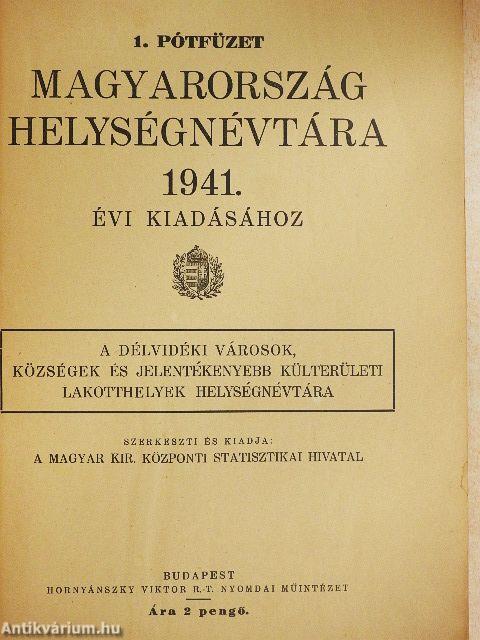 1. PÓTFÜZET
MAGYARORSZÁG
HELYSÉGNÉVTÁRA
1941.
ÉVI KIADÁSÁHOZ
A DÉLVIDÉKI VÁROSOK,
KÖZSÉGEK ÉS JELENTÉKENYEBB KÜLTERÜLETI
LAKOTTHELYEK HELYSÉGNÉVTÁRA
SZERKESZTI ÉS KIADJA:
A MAGYAR KIR. KÖZPONTI STATISZTIKAI HIVATAL
BUDAPEST
HORNYÁNSZKY VIKTOR R.-T. NYOMDAI MŰINTÉZET
Ára 2 pengő.
Antikvárium.hu